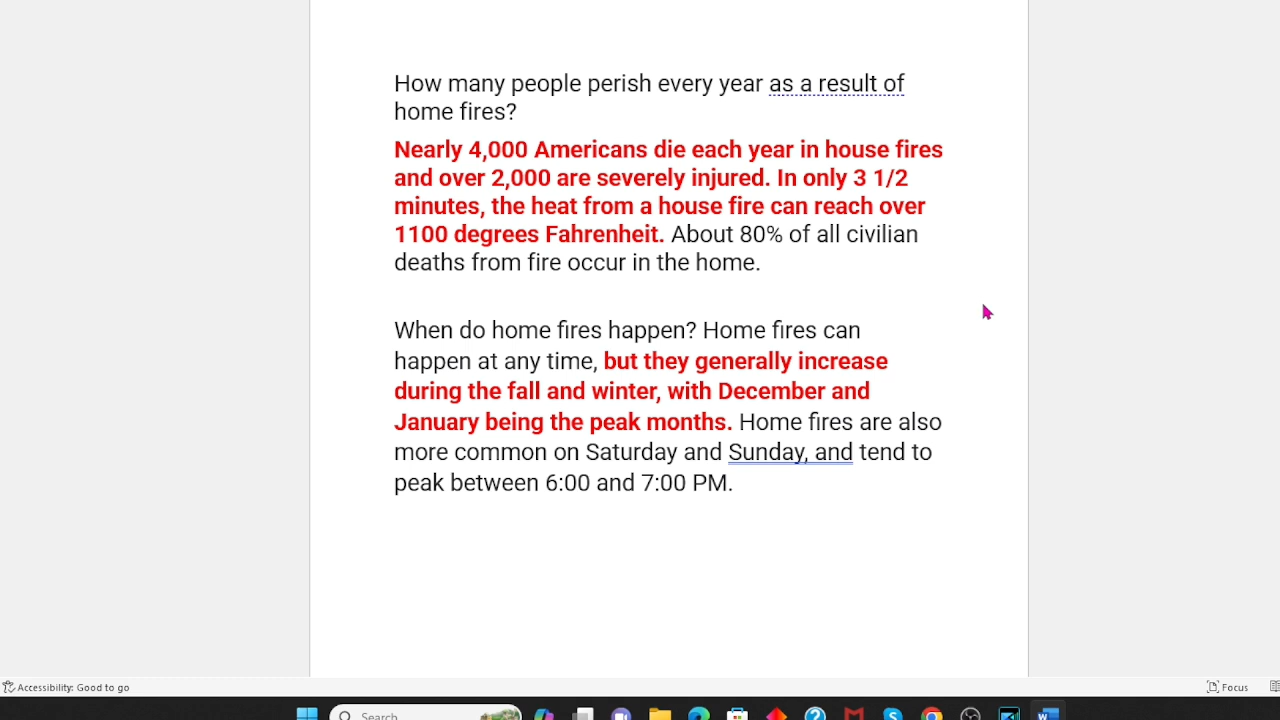 How many people perish every year as a result of
home fires?
Nearly 4,000 Americans die each year in house fires
and over 2,000 are severely injured. In only 3 1/2
minutes, the heat from a house fire can reach over
1100 degrees Fahrenheit. About 80% of all civilian
deaths from fire occur in the home.
When do home fires happen? Home fires can
happen at any time, but they generally increase
during the fall and winter, with December and
January being the peak months. Home fires are also
more common on Saturday and Sunday, and tend to
peak between 6:00 and 7:00 PM.
Accessibility: Good to go
Focus
Search